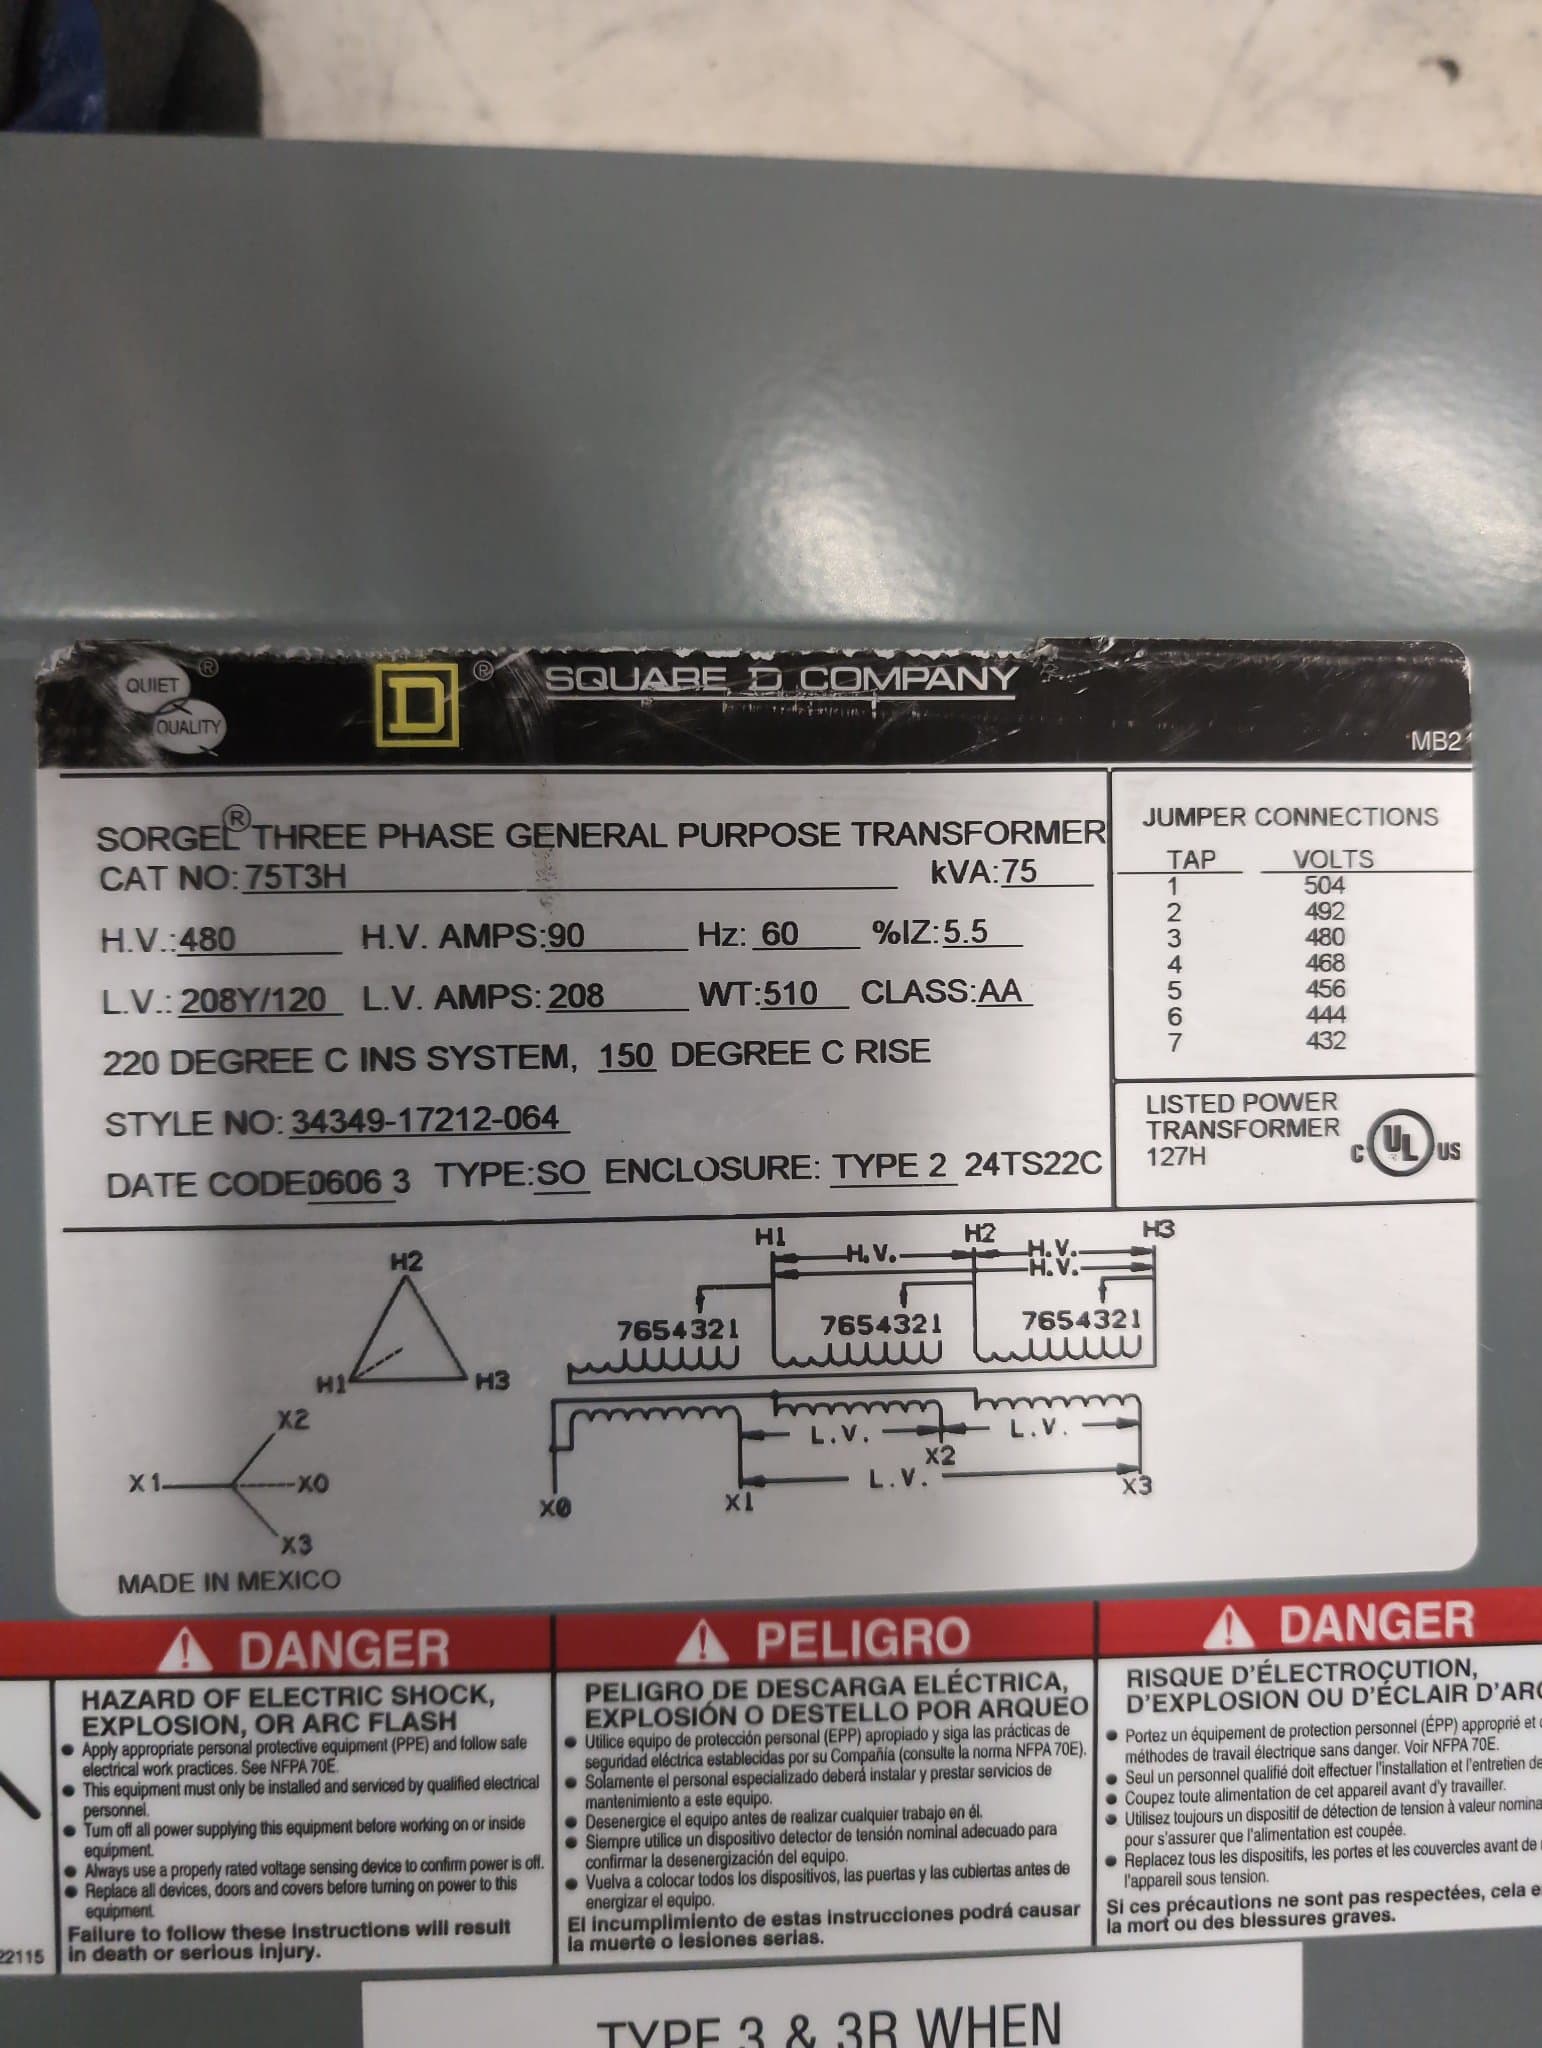 QUIET
QUALITY
®
D
®
SQUARE D COMPANY
MB2
SORGEL® THREE PHASE GENERAL PURPOSE TRANSFORMER
CAT NO: 75T3H kVA: 75
H.V.: 480 H.V. AMPS: 90 Hz: 60 %IZ: 5.5
L.V.: 208Y/120 L.V. AMPS: 208 WT: 510 CLASS: AA
220 DEGREE C INS SYSTEM, 150 DEGREE C RISE
STYLE NO: 34349-17212-064
DATE CODE 0606 3 TYPE: SO ENCLOSURE: TYPE 2 24TS22C
JUMPER CONNECTIONS
TAP VOLTS
1 504
2 492
3 480
4 468
5 456
6 444
7 432
LISTED POWER
TRANSFORMER
127H
C UL US
H2
H1 H3
X2
X1 X0
X3
H1 H2 H3
H.V. H.V.
H.V.
7654321 7654321 7654321
L.V. L.V.
X2
L.V.
X0 X1 X3
MADE IN MEXICO
DANGER
HAZARD OF ELECTRIC SHOCK,
EXPLOSION, OR ARC FLASH
• Apply appropriate personal protective equipment (PPE) and follow safe
electrical work practices. See NFPA 70E.
• This equipment must only be installed and serviced by qualified electrical
personnel.
• Turn off all power supplying this equipment before working on or inside
equipment.
• Always use a properly rated voltage sensing device to confirm power is off.
• Replace all devices, doors and covers before turning on power to this
equipment.
Failure to follow these instructions will result
in death or serious injury.
22115
PELIGRO
PELIGRO DE DESCARGA ELÉCTRICA,
EXPLOSIÓN O DESTELLO POR ARQUEO
• Utilice equipo de protección personal (EPP) apropiado y siga las prácticas de
seguridad eléctrica establecidas por su Compañía (consulte la norma NFPA 70E).
• Solamente el personal especializado deberá instalar y prestar servicios de
mantenimiento a este equipo.
• Desenergice el equipo antes de realizar cualquier trabajo en él.
• Siempre utilice un dispositivo detector de tensión nominal adecuado para
confirmar la desenergización del equipo.
• Vuelva a colocar todos los dispositivos, las puertas y las cubiertas antes de
energizar el equipo.
El incumplimiento de estas instrucciones podrá causar
la muerte o lesiones serias.
DANGER
RISQUE D'ÉLECTROCUTION,
D'EXPLOSION OU D'ÉCLAIR D'ARC
• Portez un équipement de protection personnel (ÉPP) approprié et
méthodes de travail électrique sans danger. Voir NFPA 70E.
• Seul un personnel qualifié doit effectuer l'installation et l'entretien de
• Coupez toute alimentation de cet appareil avant d'y travailler.
• Utilisez toujours un dispositif de détection de tension à valeur
pour s'assurer que l'alimentation est coupée.
• Replacez tous les dispositifs, les portes et les couvercles avant de
l'appareil sous tension.
Si ces précautions ne sont pas respectées, cela
la mort ou des blessures graves.
TYPE 3 & 3R WHEN